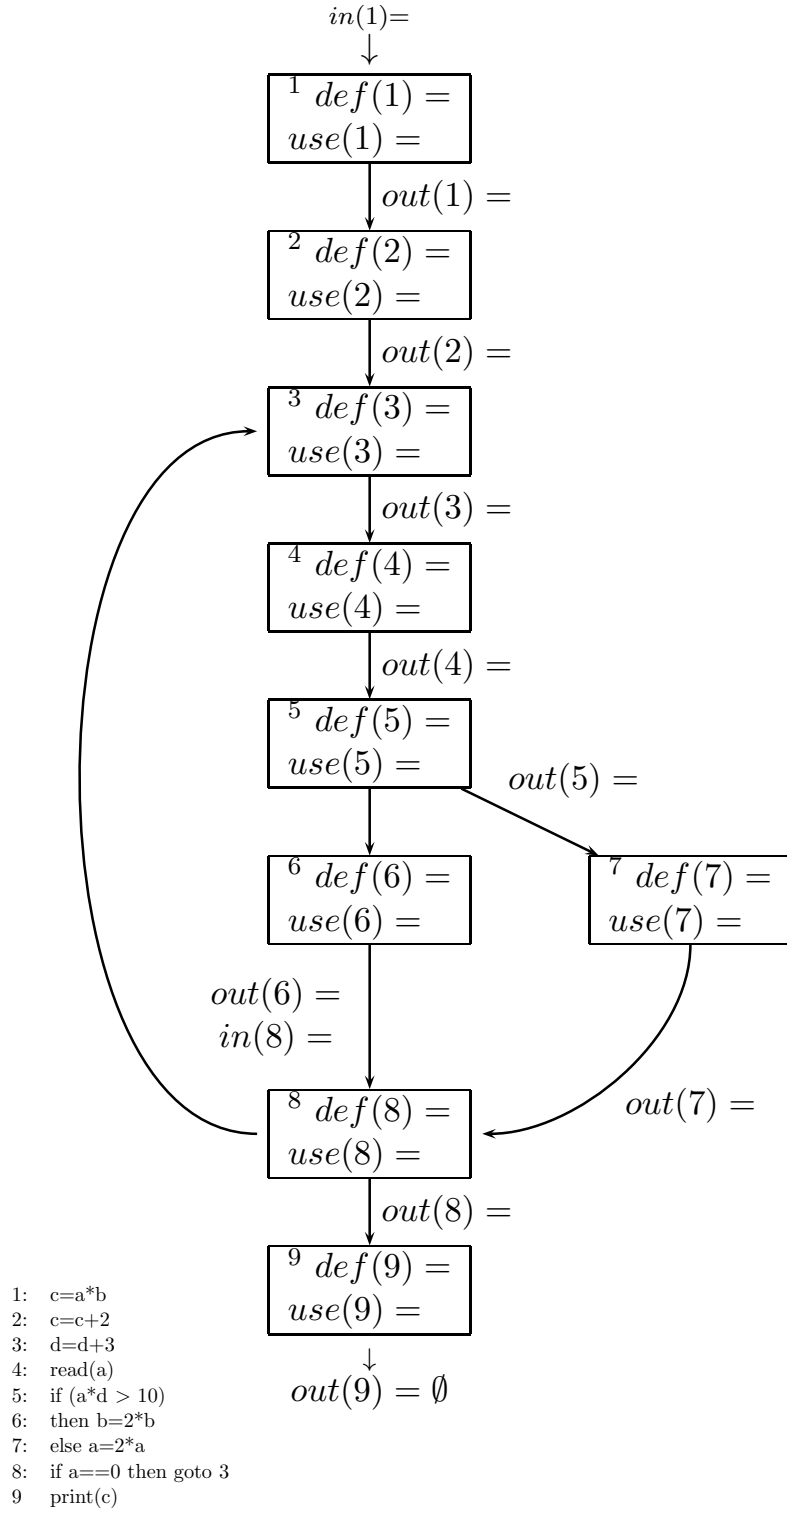 in(1)=
1 def(1) =
use(1) =
out(1) =
2 def(2) =
use(2) =
out(2) =
3 def(3) =
use(3) =
out(3) =
4 def(4) =
use(4) =
out(4) =
5 def(5) =
use(5) =
out(5) =
6 def(6) =
use(6) =
7 def(7) =
use(7) =
out(6) =
in(8) =
out(7) =
8 def(8) =
use(8) =
out(8) =
9 def(9) =
use(9) =
out(9) = ∅
1: c=a*b
2: c=c+2
3: d=d+3
4: read(a)
5: if (a*d > 10)
6: then b=2*b
7: else a=2*a
8: if a==0 then goto 3
9 print(c)